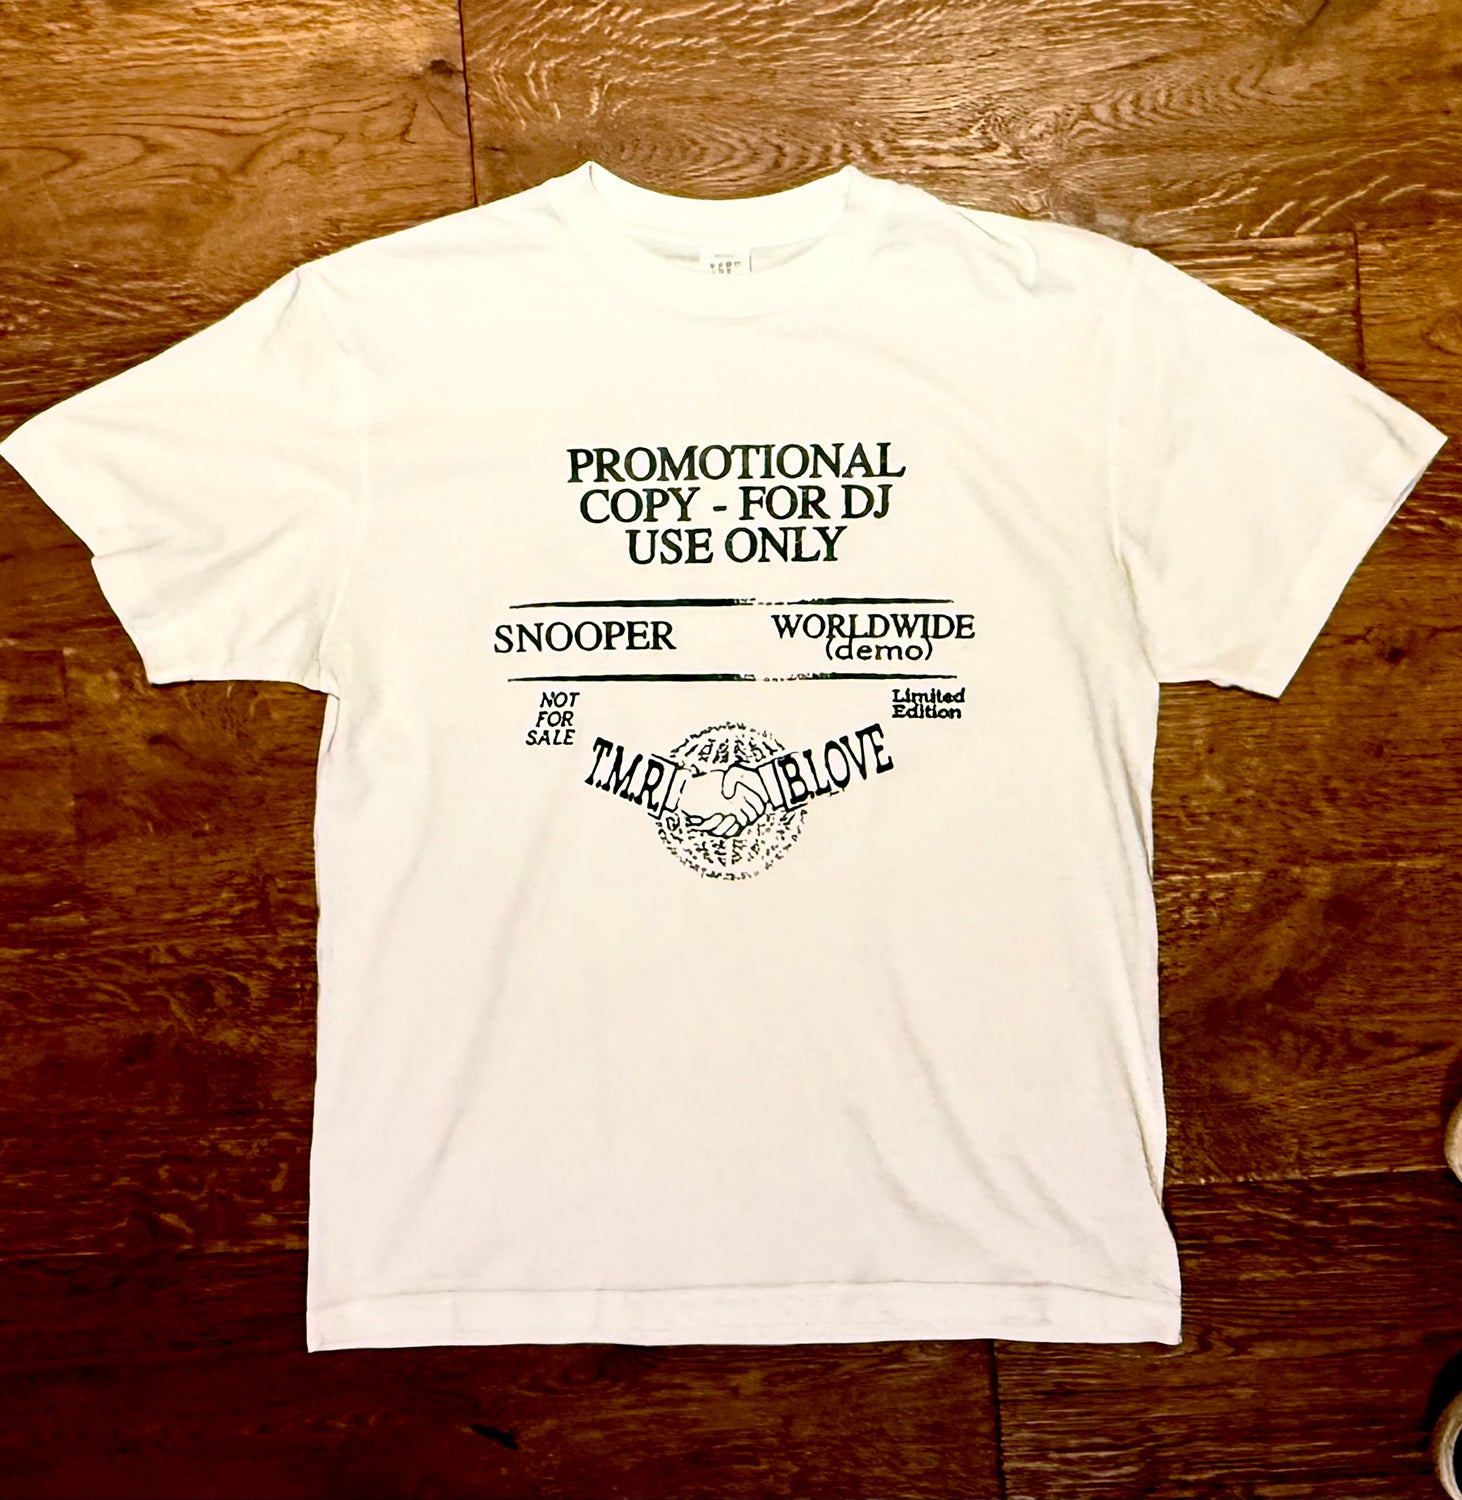 PROMOTIONAL
COPY - FOR DJ
USE ONLY
SNOOPER
WORLDWIDE
(demo)
NOT
FOR
SALE
Limited
Edition
T.M.R.
B.LOVE